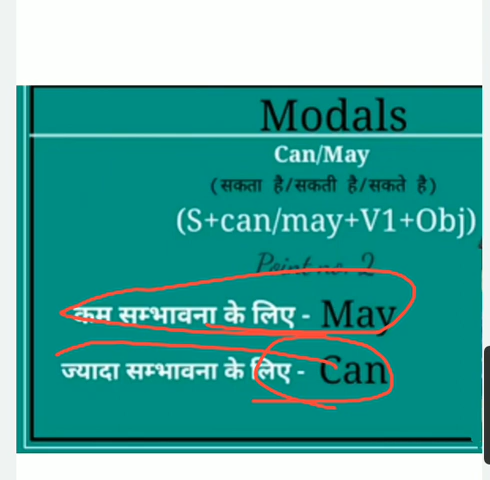 Modals
Can/May
(सकता है/सकती है/सकते है)
(S+can/may+V1+Obj)
Point no. 2
कम सम्भावना के लिए - May
ज्यादा सम्भावना के लिए - Can